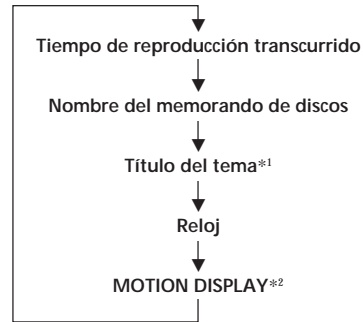 Tiempo de reproducción transcurrido
Nombre del memorando de discos
Título del tema*1
Reloj
MOTION DISPLAY*2